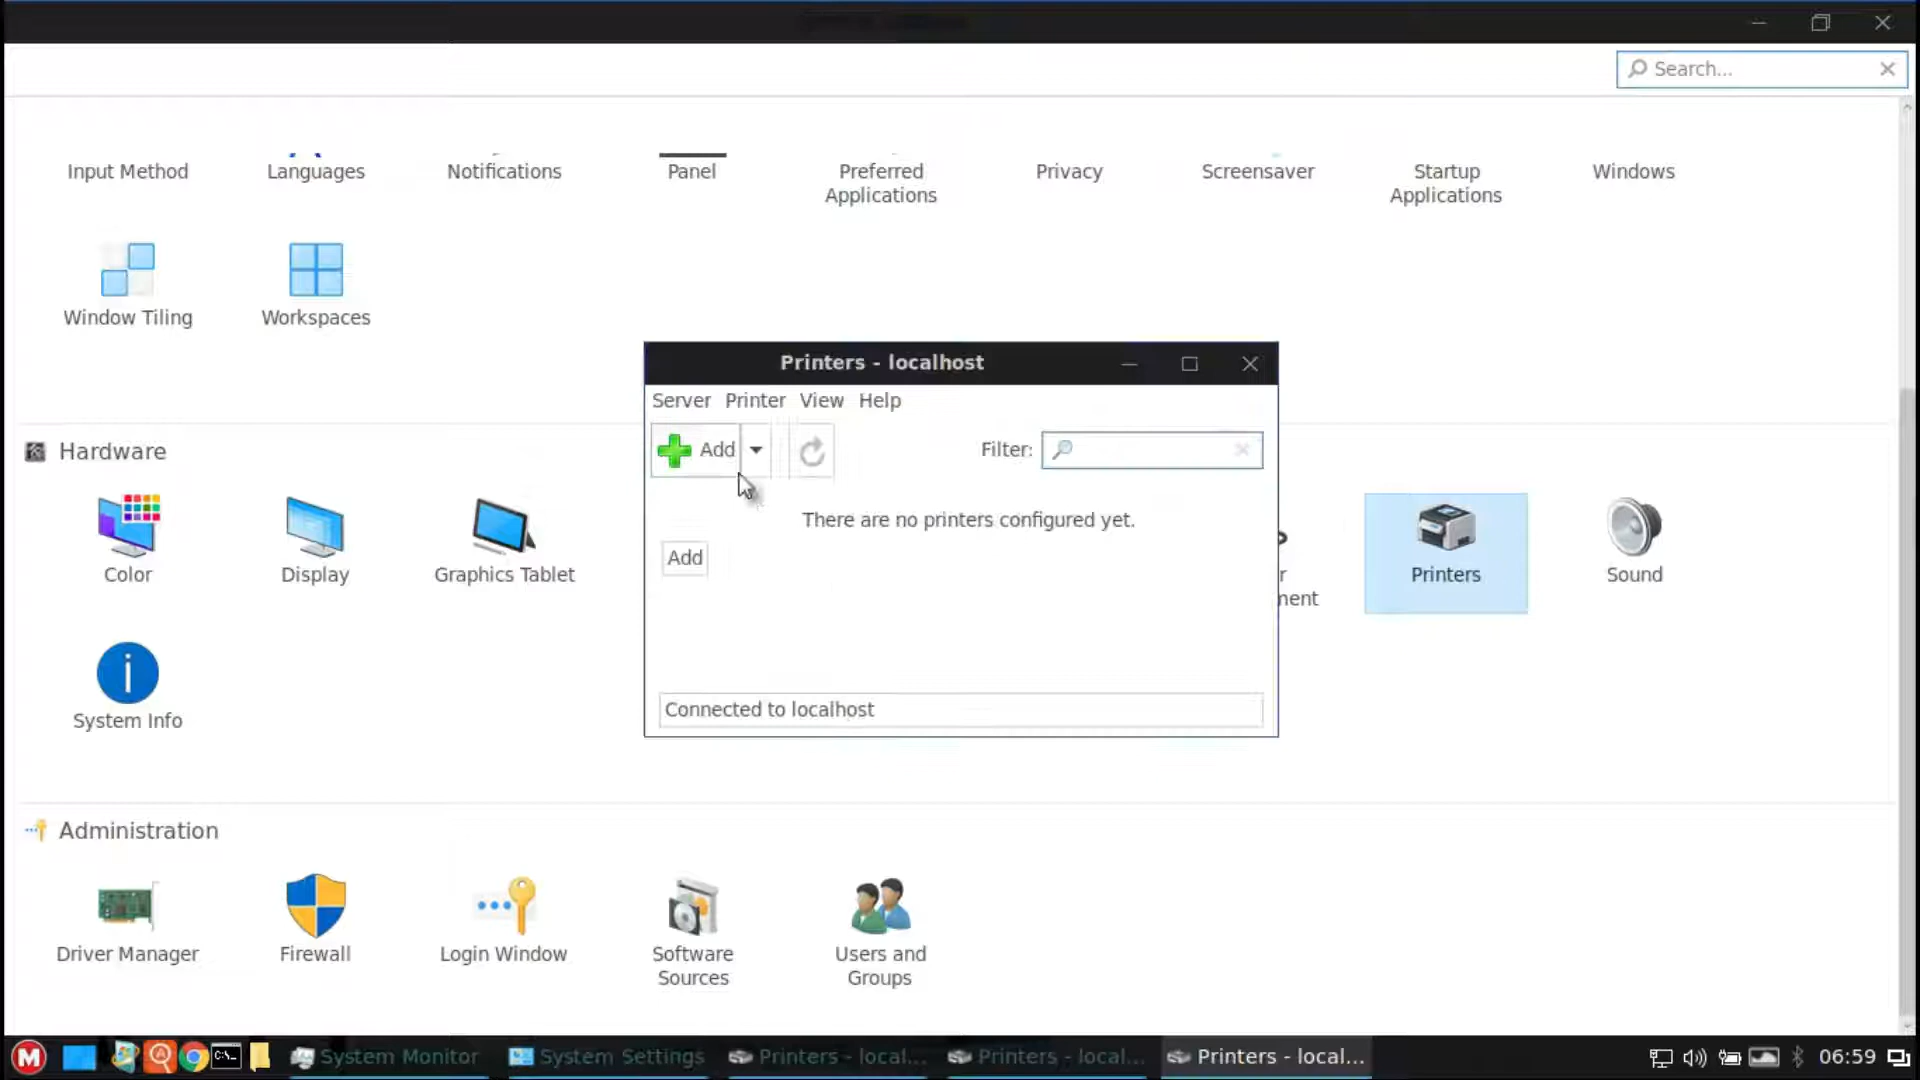 Search...
Input Method
Languages
Notifications
Panel
Preferred
Applications
Privacy
Screensaver
Startup
Applications
Windows
Window Tiling
Workspaces
Printers - localhost
Server Printer View Help
Add
Filter:
There are no printers configured yet.
Add
Connected to localhost
Hardware
Color
Display
Graphics Tablet
r
ment
Printers
Sound
System Info
Administration
Driver Manager
Firewall
Login Window
Software
Sources
Users and
Groups
M
System Monitor
System Settings
Printers - local...
Printers - local...
Printers - local...
06:59